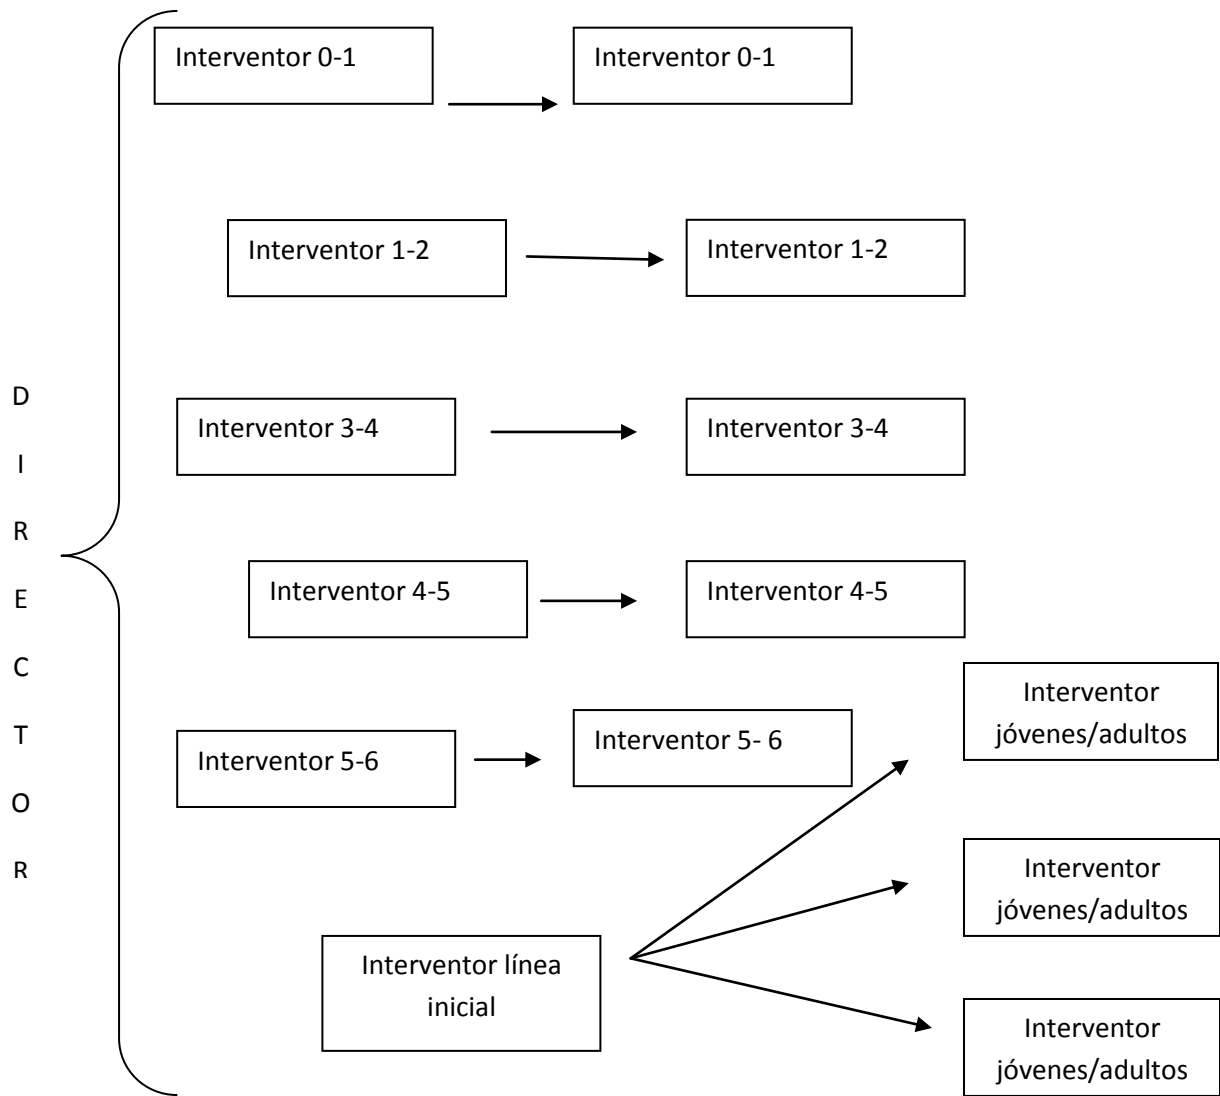 Interventor 0-1
Interventor 0-1
Interventor 1-2
Interventor 1-2
D
I
R
E
C
T
O
R
Interventor 3-4
Interventor 3-4
Interventor 4-5
Interventor 4-5
Interventor 5-6
Interventor 5- 6
Interventor
jóvenes/adultos
Interventor
jóvenes/adultos
Interventor línea
inicial
Interventor
jóvenes/adultos